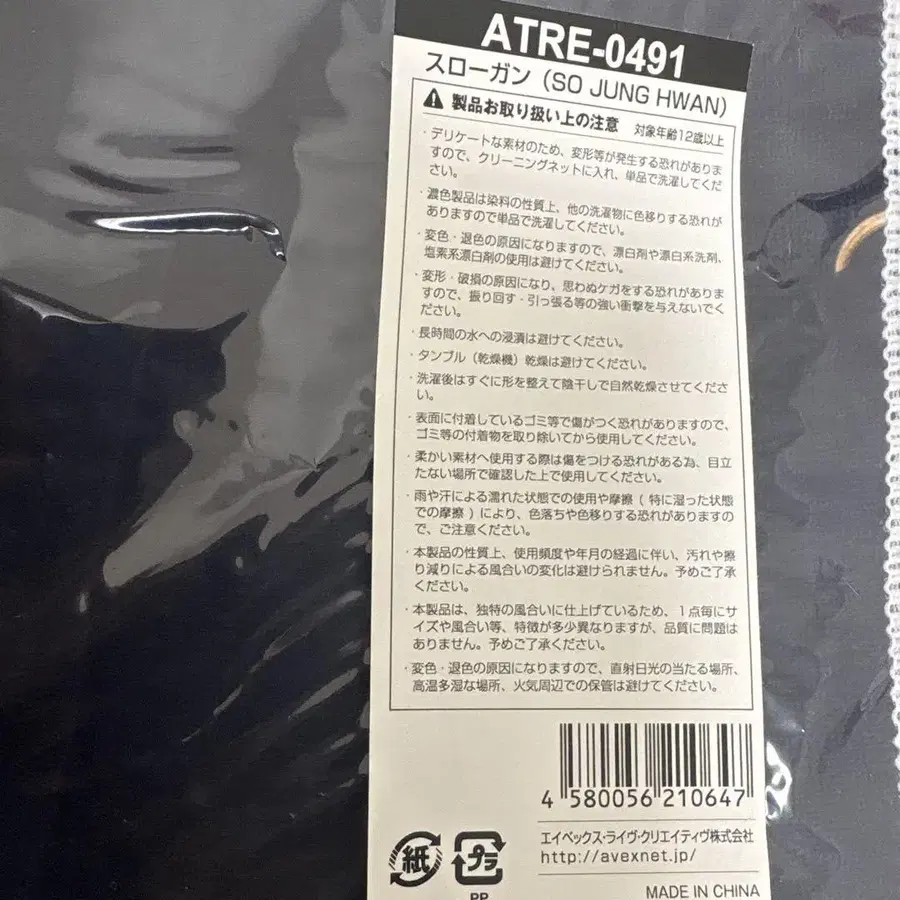 ATRE-0491
スローガン (SO JUNG HWAN)
製品お取り扱い上の注意 対象年齢12歳以上
・デリケートな素材のため、変形等が発生する恐れがありま
すので、クリーニングネットに入れ、単品で洗濯してくだ
さい。
・濃色製品は染料の性質上、他の洗濯物に色移りする恐れが
ありますので単品で洗濯してください。
・変色・退色の原因になりますので、漂白剤や漂白系洗剤、
塩素系漂白剤の使用は避けてください。
・変形・破損の原因になり、思わぬケガをする恐れがありま
すので、振り回す・引っ張る等の強い衝撃を与えないでく
ださい。
・長時間の水への浸漬は避けてください。
・タンブル（乾燥機）乾燥は避けてください。
・洗濯後はすぐに形を整えて陰干しで自然乾燥させてくださ
い。
・表面に付着しているゴミ等で傷がつく恐れがありますので、
ゴミ等の付着物を取り除いてから使用してください。
・柔かい素材へ使用する際は傷をつける恐れがある為、目立
たない場所で確認した上で使用してください。
・雨や汗による濡れた状態での使用や摩擦 ( 特に湿った状態
での摩擦 ) により、色落ちや色移りする恐れがありますの
で、ご注意ください。
・本製品の性質上、使用頻度や年月の経過に伴い、汚れや擦
り減りによる風合いの変化は避けられません。予めご了承
ください。
・本製品は、独特の風合いに仕上げているため、1点毎にサ
イズや風合い等、特徴が多少異なりますが、品質に問題は
ありません。予めご了承ください。
・変色・退色の原因になりますので、直射日光の当たる場所、
高温多湿な場所、火気周辺での保管は避けてください。
4 580056 210647
エイベックス・ライヴ・クリエイティヴ株式会社
http://avexnet.jp/
紙 プラ
PP
MADE IN CHINA